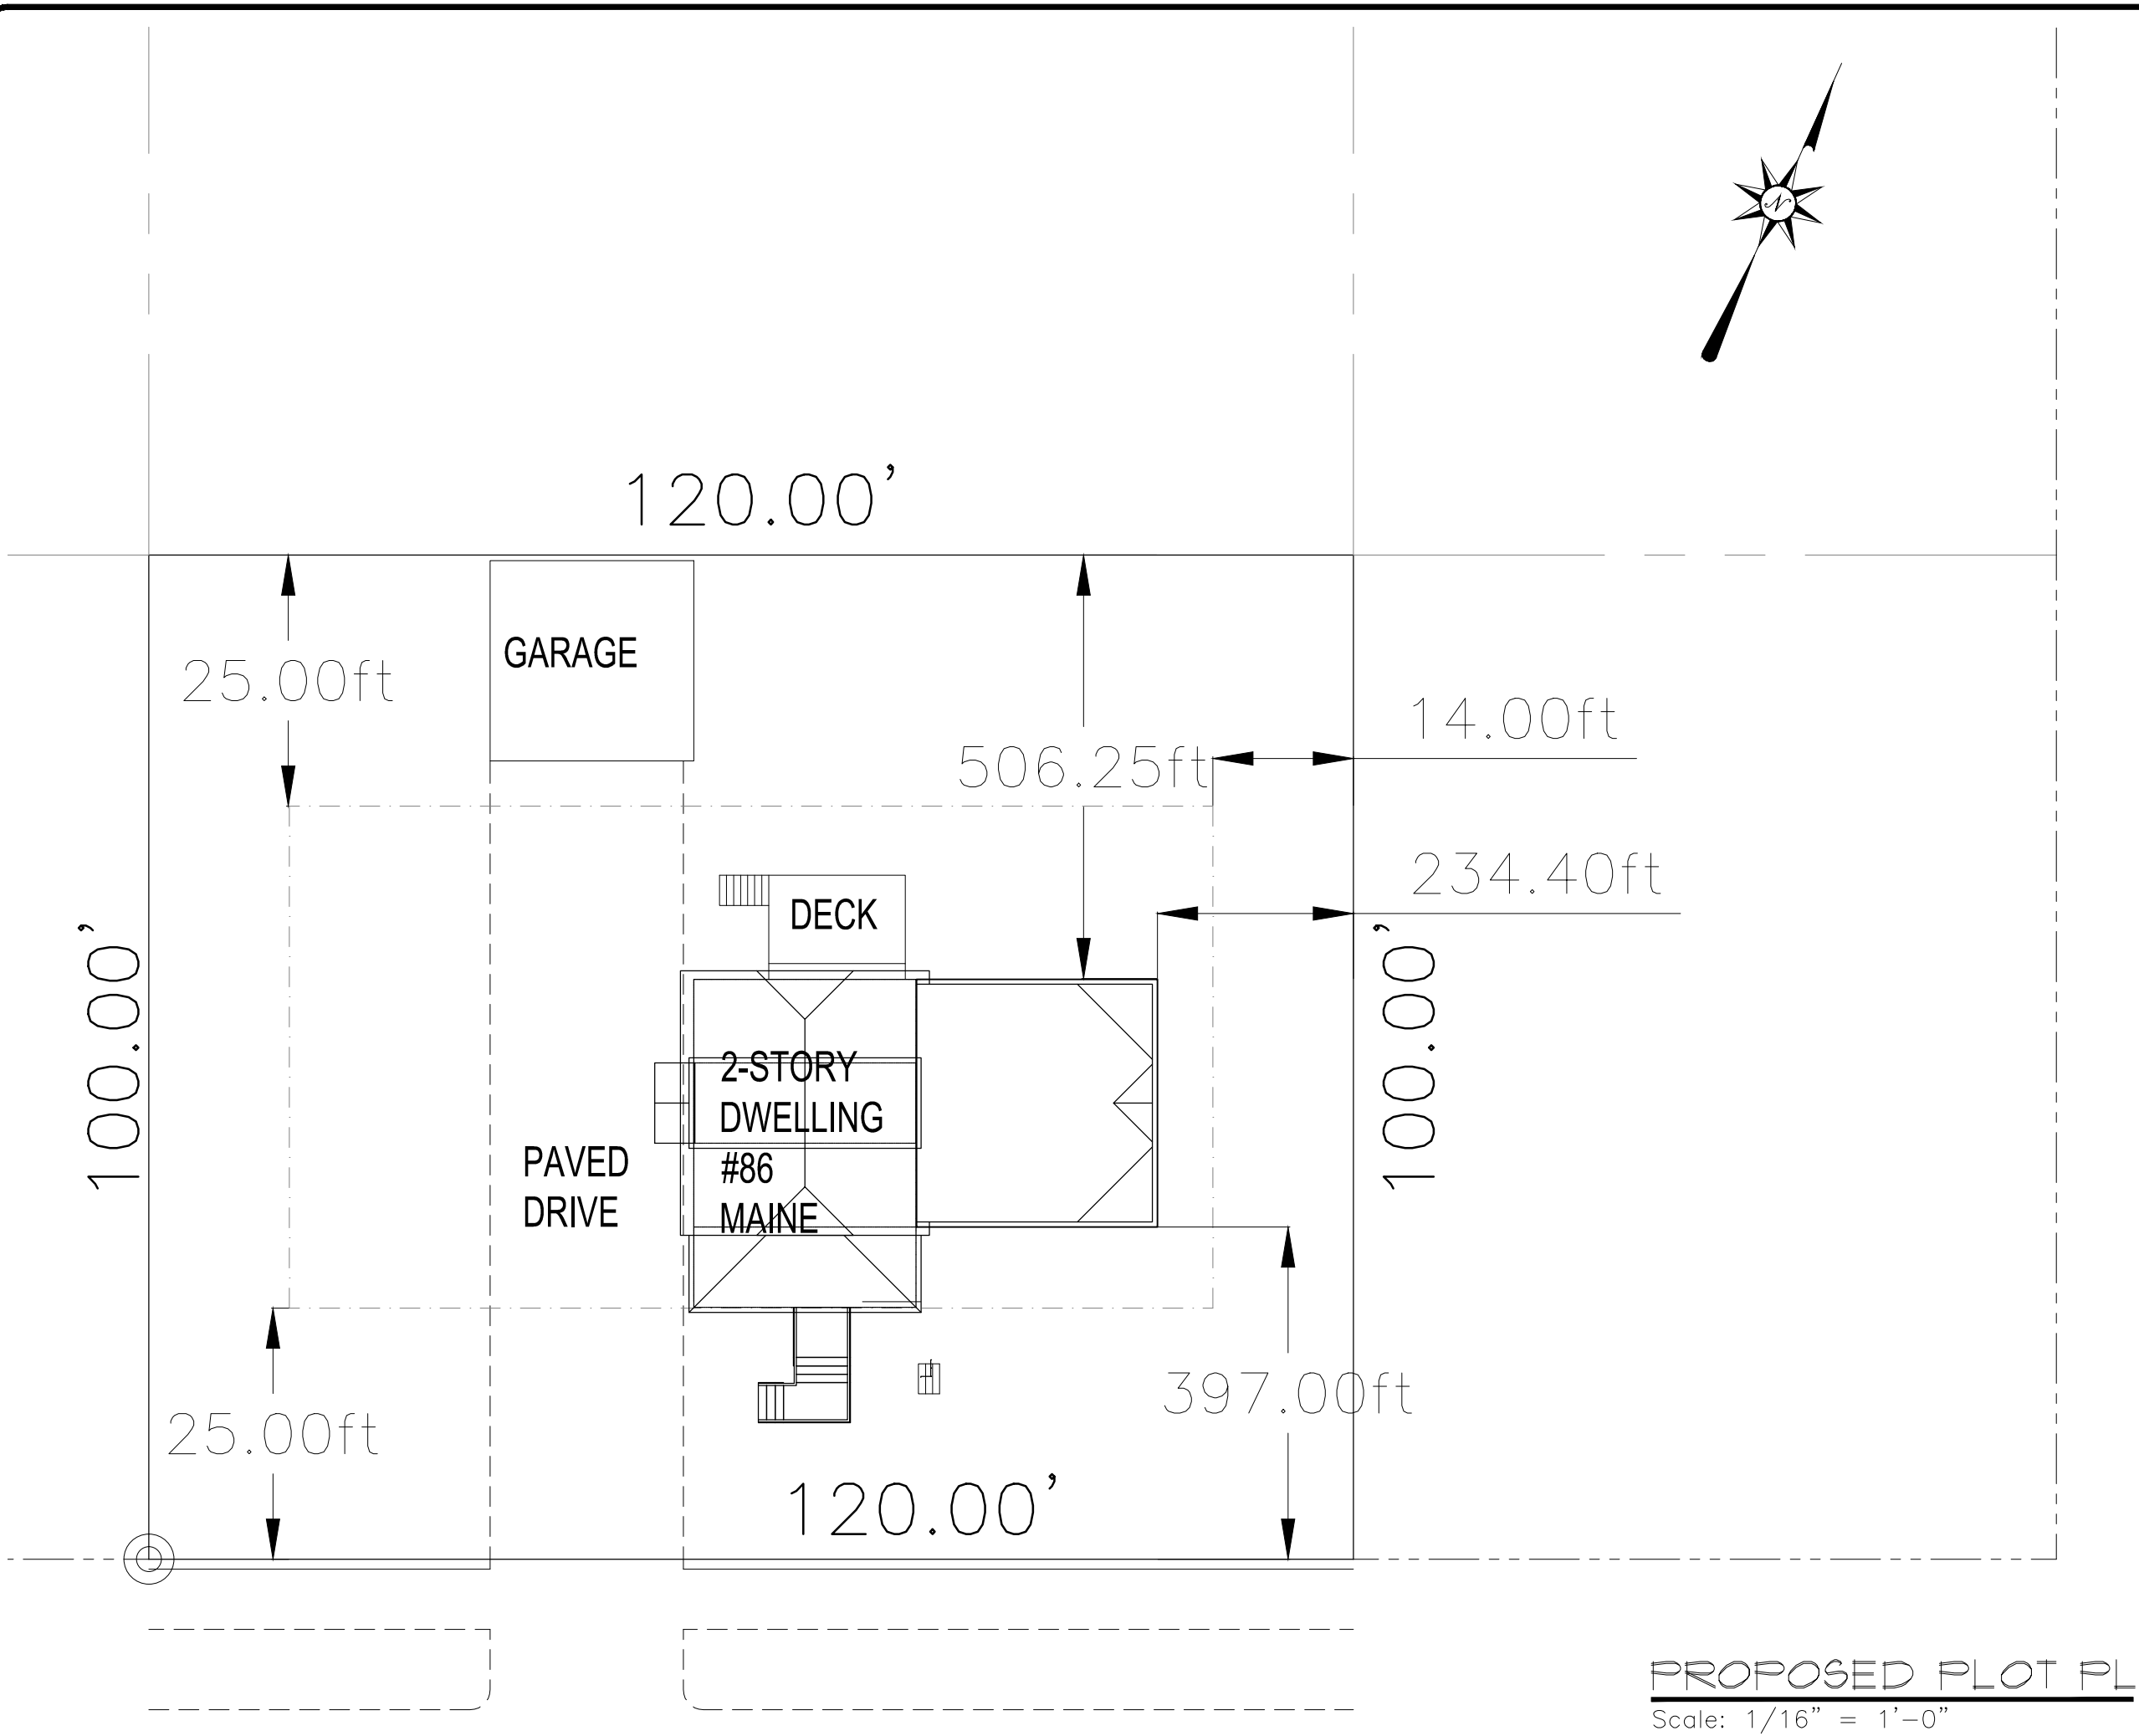 N
120.00'
GARAGE
25.00ft
14.00ft
506.25ft
234.40ft
DECK
100.00'
100.00'
2-STORY
DWELLING
#86
MAINE
PAVED
DRIVE
397.00ft
25.00ft
120.00'
PROPOSED PLOT PL
Scale: 1/16" = 1'-0"